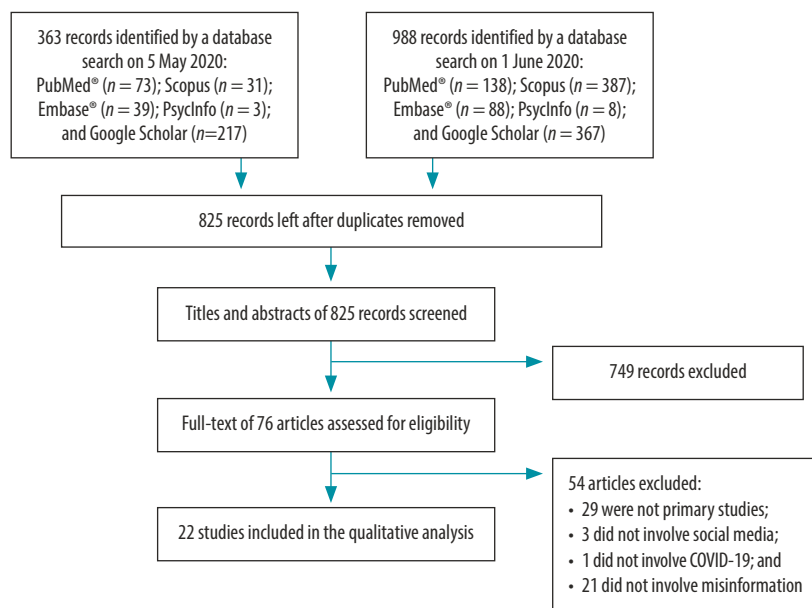 363 records identified by a database
search on 5 May 2020:
PubMed® (n = 73); Scopus (n = 31);
Embase® (n = 39); PsycInfo (n = 3);
and Google Scholar (n=217)
988 records identified by a database
search on 1 June 2020:
PubMed® (n = 138); Scopus (n = 387);
Embase® (n = 88); PsycInfo (n = 8);
and Google Scholar (n = 367)
825 records left after duplicates removed
Titles and abstracts of 825 records screened
749 records excluded
Full-text of 76 articles assessed for eligibility
54 articles excluded:
• 29 were not primary studies;
• 3 did not involve social media;
• 1 did not involve COVID-19; and
• 21 did not involve misinformation
22 studies included in the qualitative analysis